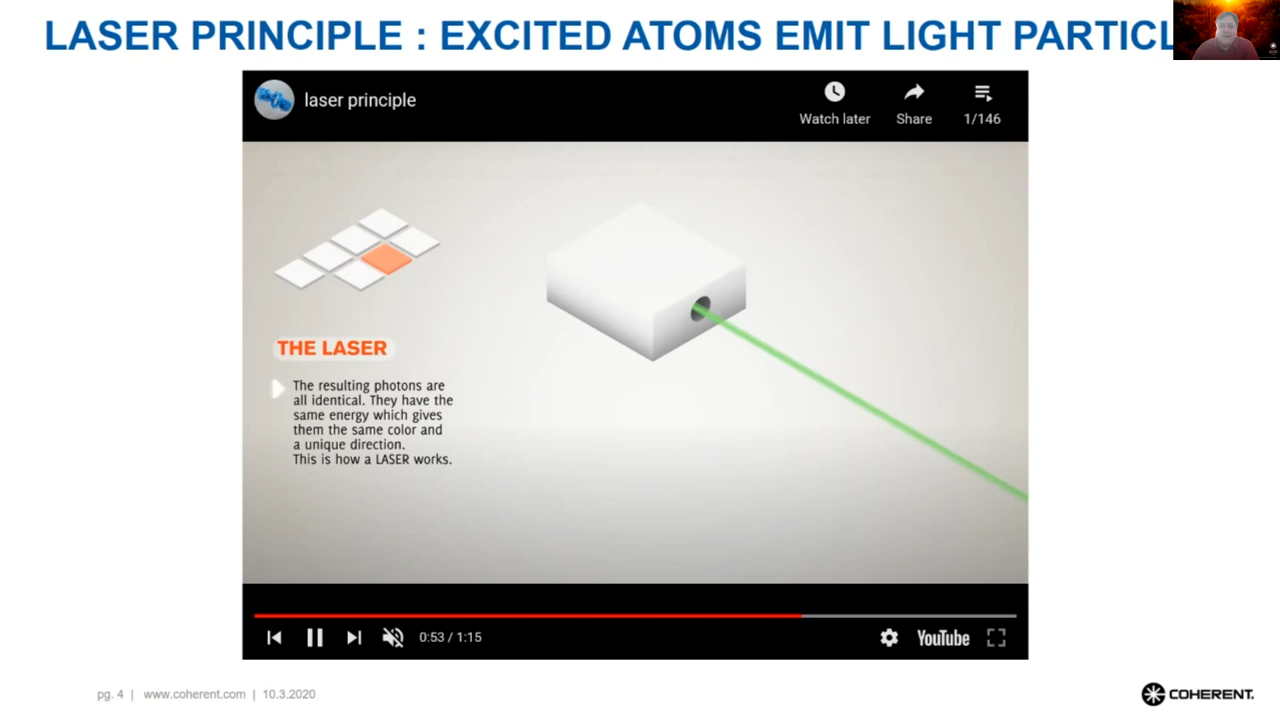 LASER PRINCIPLE : EXCITED ATOMS EMIT LIGHT PARTICL
laser principle
Watch later
Share
1/146
THE LASER
The resulting photons are
all identical. They have the
same energy which gives
them the same color and
a unique direction.
This is how a LASER works.
0:53 / 1:15
YouTube
pg. 4 | www.coherent.com | 10.3.2020
COHERENT.